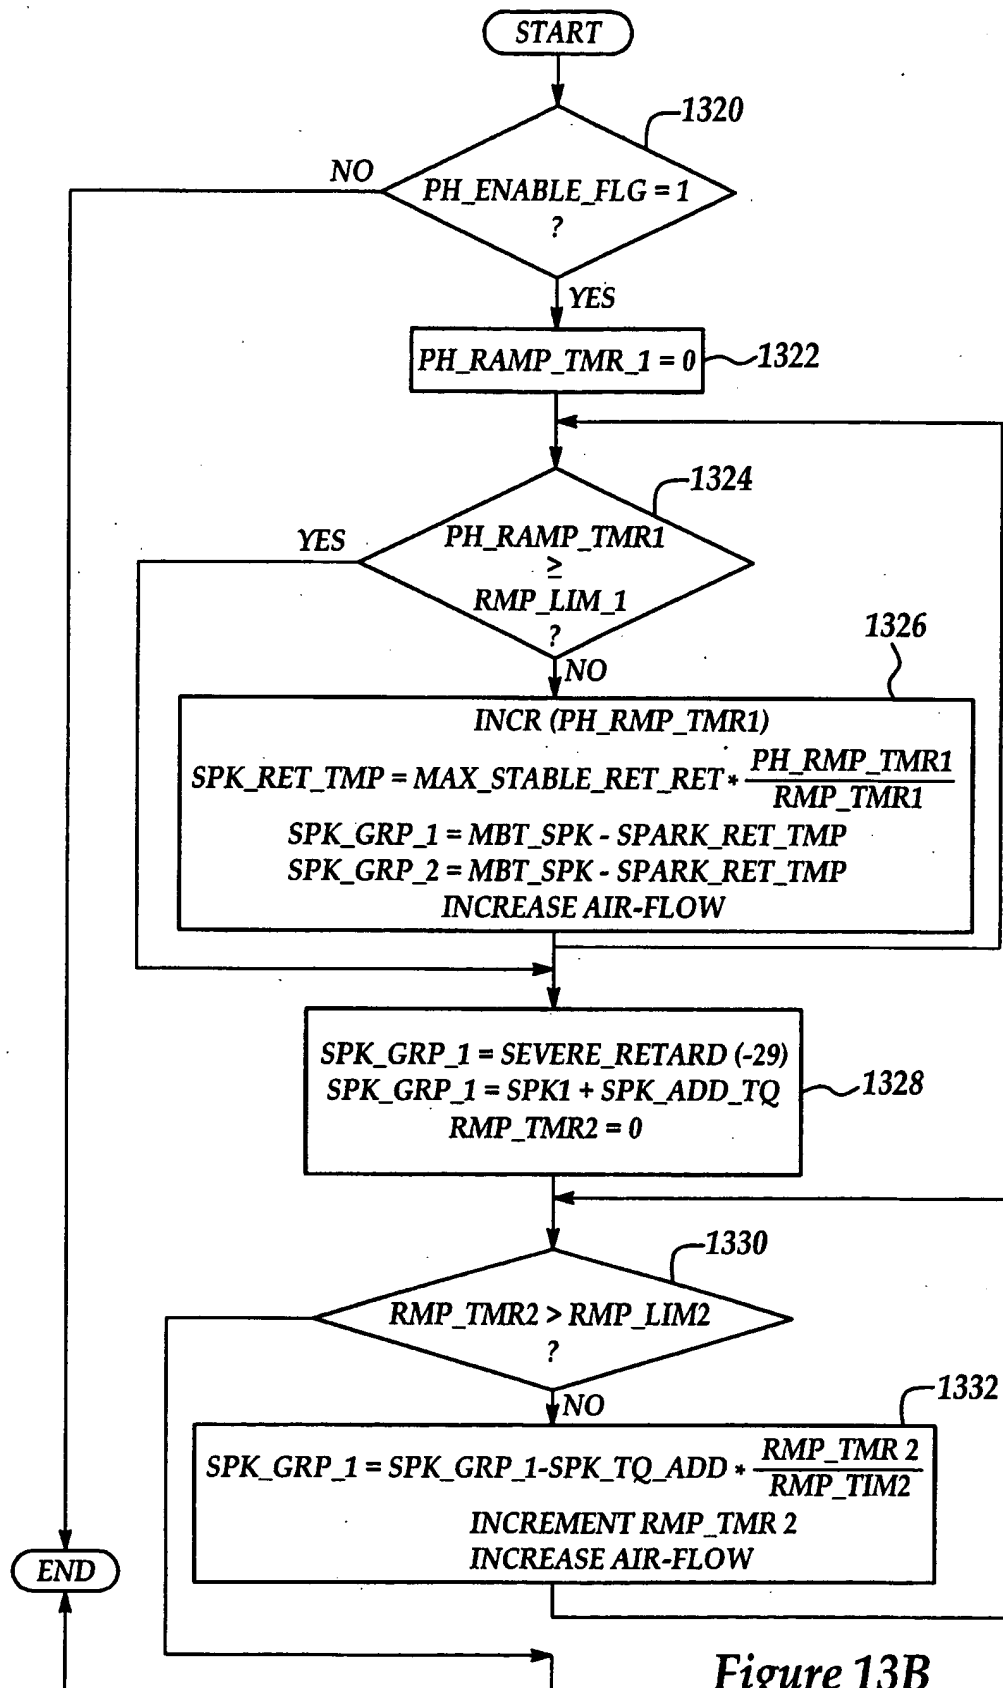 START
1320
NO
PH_ENABLE_FLG = 1
?
YES
PH_RAMP_TMR_1 = 0
1322
1324
YES
PH_RAMP_TMR1
≥
RMP_LIM_1
?
NO
1326
INCR (PH_RMP_TMR1)
SPK_RET_TMP = MAX_STABLE_RET_RET * PH_RMP_TMR1
RMP_TMR1
SPK_GRP_1 = MBT_SPK - SPARK_RET_TMP
SPK_GRP_2 = MBT_SPK - SPARK_RET_TMP
INCREASE AIR-FLOW
SPK_GRP_1 = SEVERE_RETARD (-29)
SPK_GRP_1 = SPK1 + SPK_ADD_TQ
RMP_TMR2 = 0
1328
1330
RMP_TMR2 > RMP_LIM2
?
NO
1332
SPK_GRP_1 = SPK_GRP_1-SPK_TQ_ADD * RMP_TMR 2
RMP_TIM2
INCREMENT RMP_TMR 2
INCREASE AIR-FLOW
END
Figure 13B